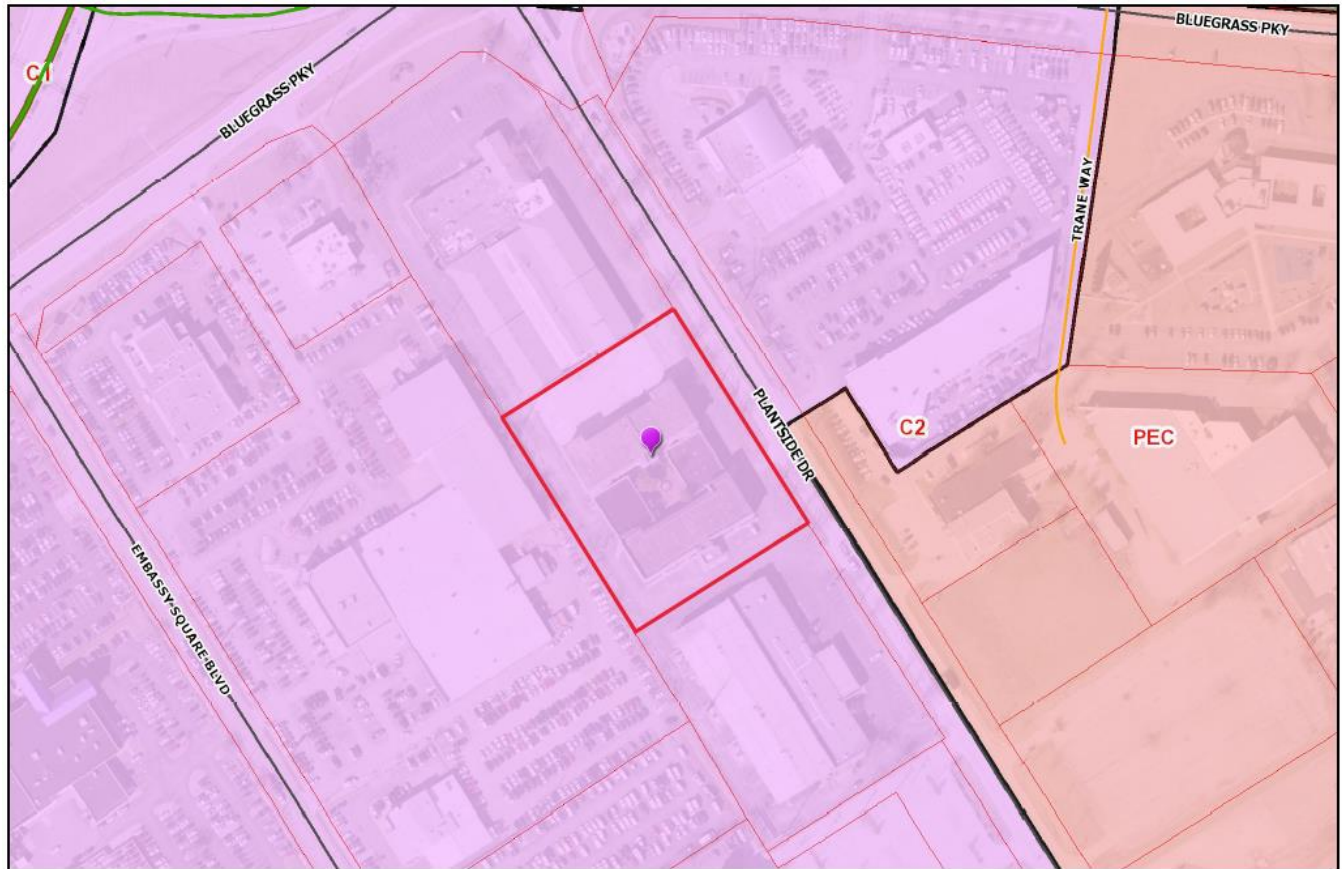 BLUEGRASS PKY
C1
BLUEGRASS PKY
TRANE WAY
PLANTSIDE DR
C2
PEC
EMBASSY SQUARE BLVD